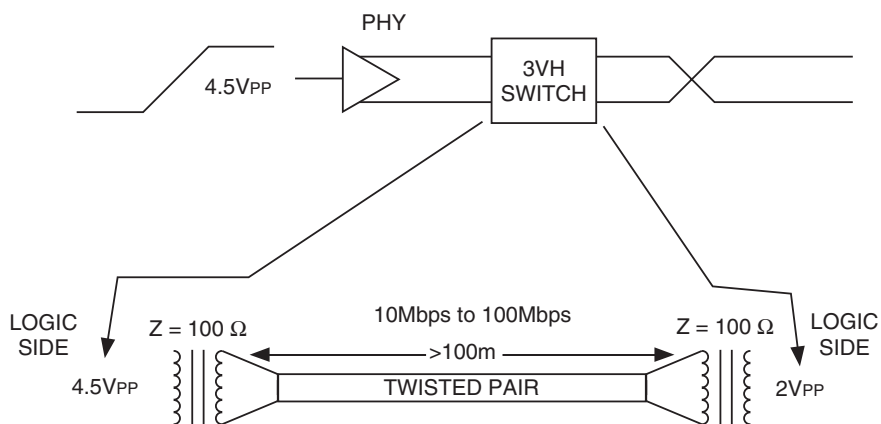 PHY
4.5VPP
3VH
SWITCH
10Mbps to 100Mbps
LOGIC
SIDE
Z = 100 Ω
>100m
Z = 100 Ω
LOGIC
SIDE
4.5VPP
TWISTED PAIR
2VPP